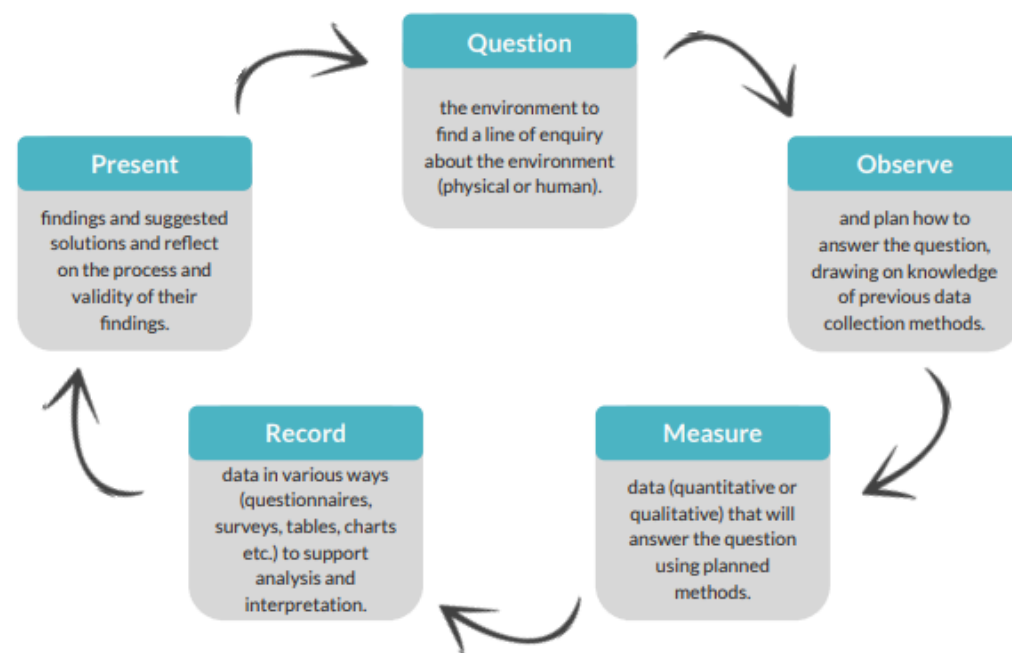 Question
the environment to
find a line of enquiry
about the environment
(physical or human).
Observe
and plan how to
answer the question,
drawing on knowledge
of previous data
collection methods.
Measure
data (quantitative or
qualitative) that will
answer the question
using planned
methods.
Record
data in various ways
(questionnaires,
surveys, tables, charts
etc.) to support
analysis and
interpretation.
Present
findings and suggested
solutions and reflect
on the process and
validity of their
findings.